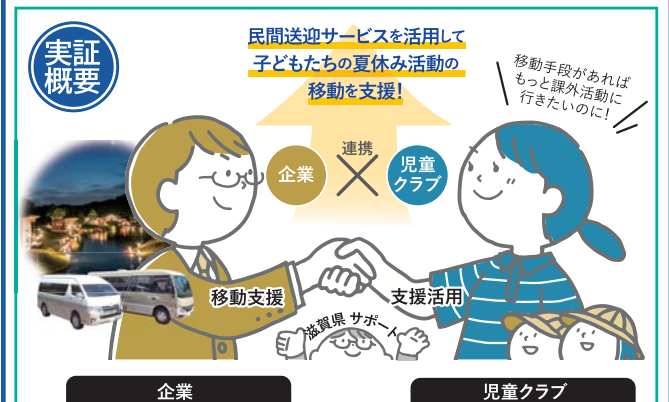 実証
概要
民間送迎サービスを活用して
子どもたちの夏休み活動の
移動を支援!
移動手段があれば
もっと課外活動に
行きたいのに!
企業
連携
児童
クラブ
移動支援
支援活用
滋賀県 サポート
企業
児童クラブ